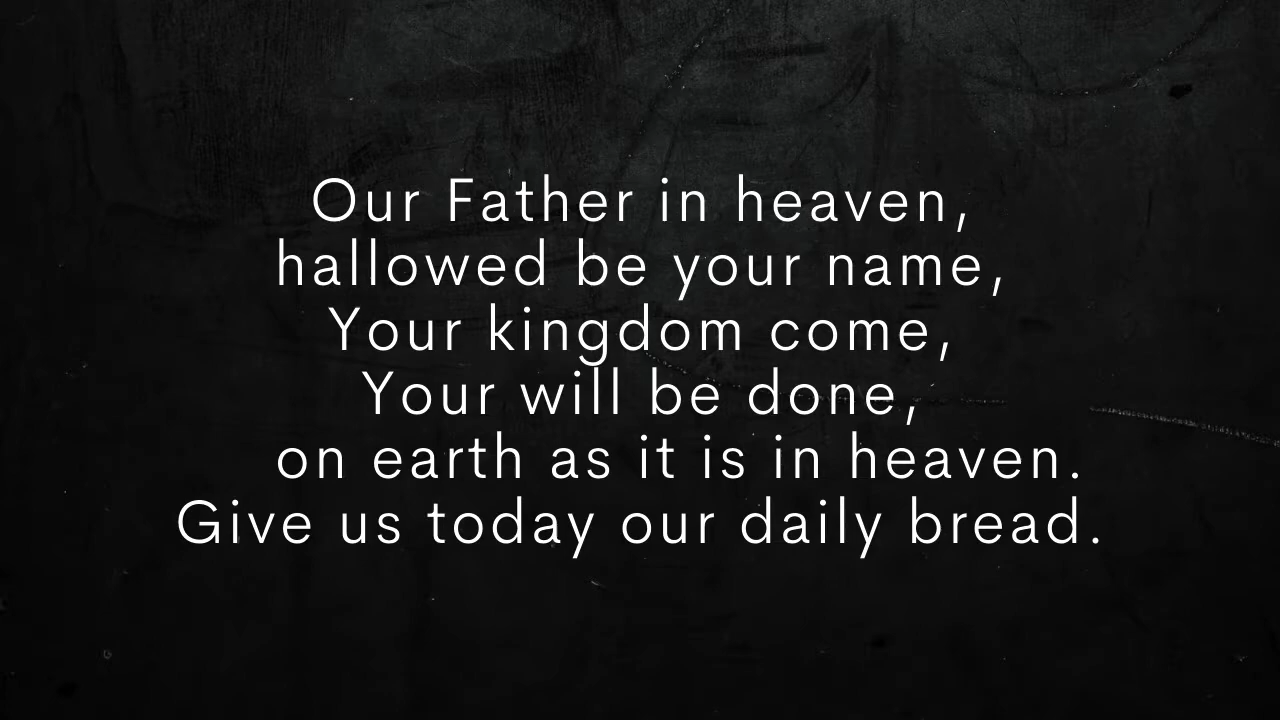 Our Father in heaven,
hallowed be your name,
Your kingdom come,
Your will be done,
on earth as it is in heaven.
Give us today our daily bread.